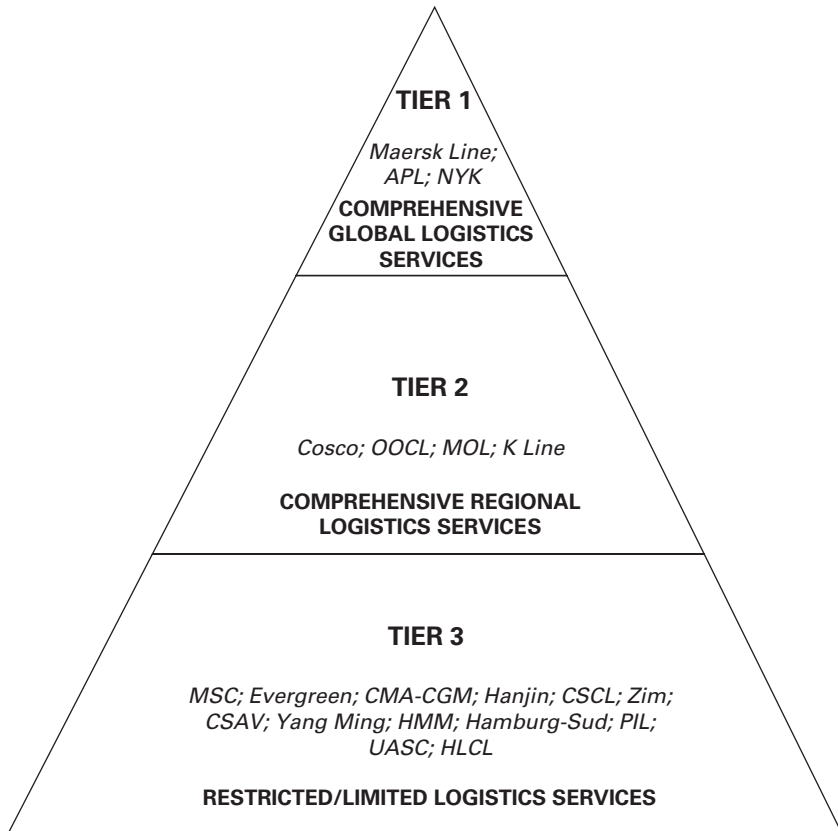 TIER 1
Maersk Line;
APL; NYK
COMPREHENSIVE
GLOBAL LOGISTICS
SERVICES
TIER 2
Cosco; OOCL; MOL; K Line
COMPREHENSIVE REGIONAL
LOGISTICS SERVICES
TIER 3
MSC; Evergreen; CMA-CGM; Hanjin; CSCL; Zim;
CSAV; Yang Ming; HMM; Hamburg-Sud; PIL;
UASC; HLCL
RESTRICTED/LIMITED LOGISTICS SERVICES